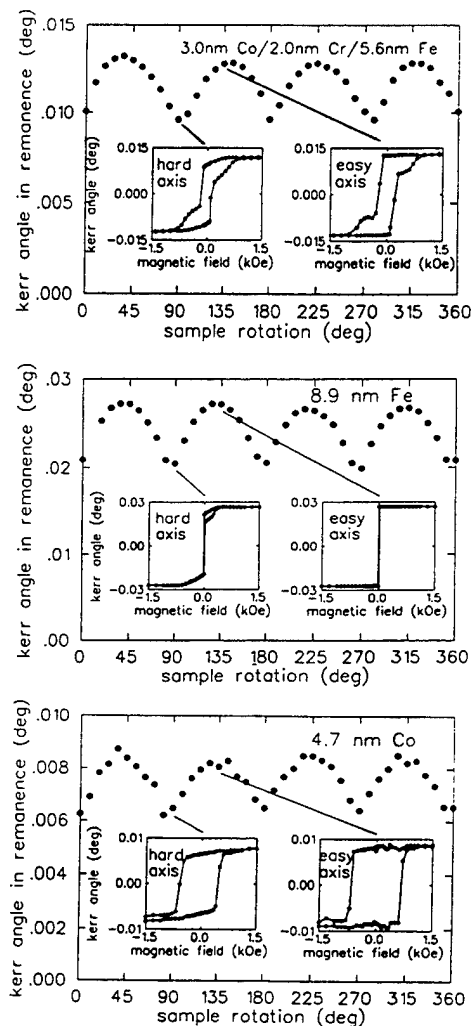 kerr angle in remanence (deg)
.015
.010
.005
.000
3.0nm Co/2.0nm Cr/5.6nm Fe
kerr angle (deg)
0.015
0.000
-0.015
hard
axis
-1.5 0.0 1.5
magnetic field (kOe)
kerr angle (deg)
0.015
0.000
-0.015
easy
axis
-1.5 0.0 1.5
magnetic field (kOe)
0 45 90 135 180 225 270 315 360
sample rotation (deg)
kerr angle in remanence (deg)
.03
.02
.01
.00
8.9 nm Fe
kerr angle (deg)
0.03
0.00
-0.03
hard
axis
-1.5 0.0 1.5
magnetic field (kOe)
0.03
0.00
-0.03
easy
axis
-1.5 0.0 1.5
magnetic field (kOe)
0 45 90 135 180 225 270 315 360
sample rotation (deg)
kerr angle in remanence (deg)
.010
.008
.006
.004
.002
.000
4.7 nm Co
kerr angle (deg)
0.01
0.00
-0.01
hard
axis
-1.5 0.0 1.5
magnetic field (kOe)
0.01
0.00
-0.01
easy
axis
-1.5 0.0 1.5
magnetic field (kOe)
0 45 90 135 180 225 270 315 360
sample rotation (deg)